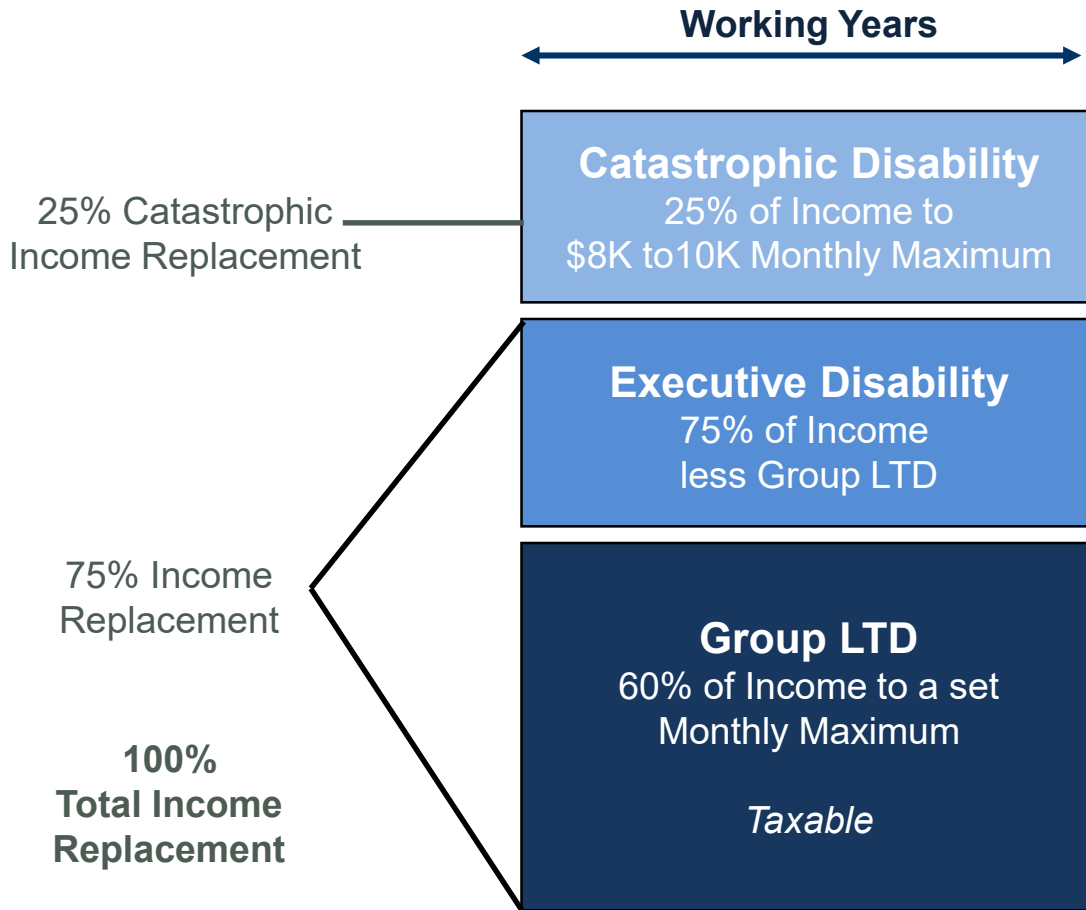 Working Years
25% Catastrophic
Income Replacement
Catastrophic Disability
25% of Income to
$8K to10K Monthly Maximum
Executive Disability
75% of Income
less Group LTD
75% Income
Replacement
Group LTD
60% of Income to a set
Monthly Maximum
Taxable
100%
Total Income
Replacement